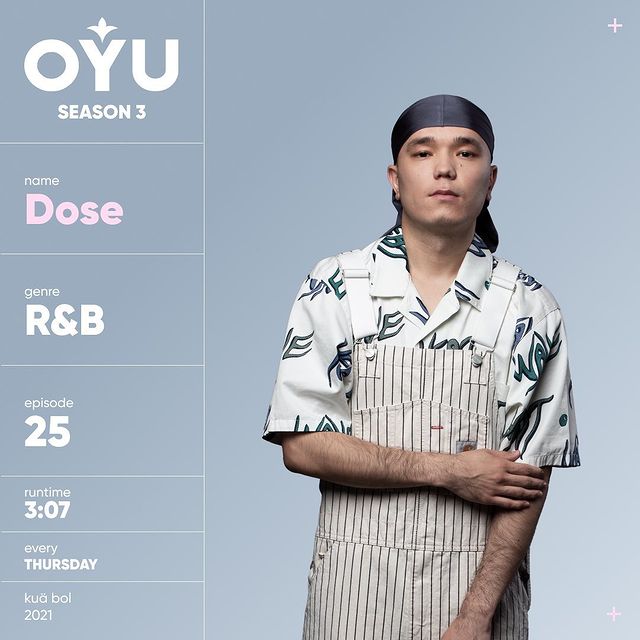 OYU
SEASON 3
name
Dose
genre
R&B
episode
25
runtime
3:07
every
THURSDAY
kuä bol
2021